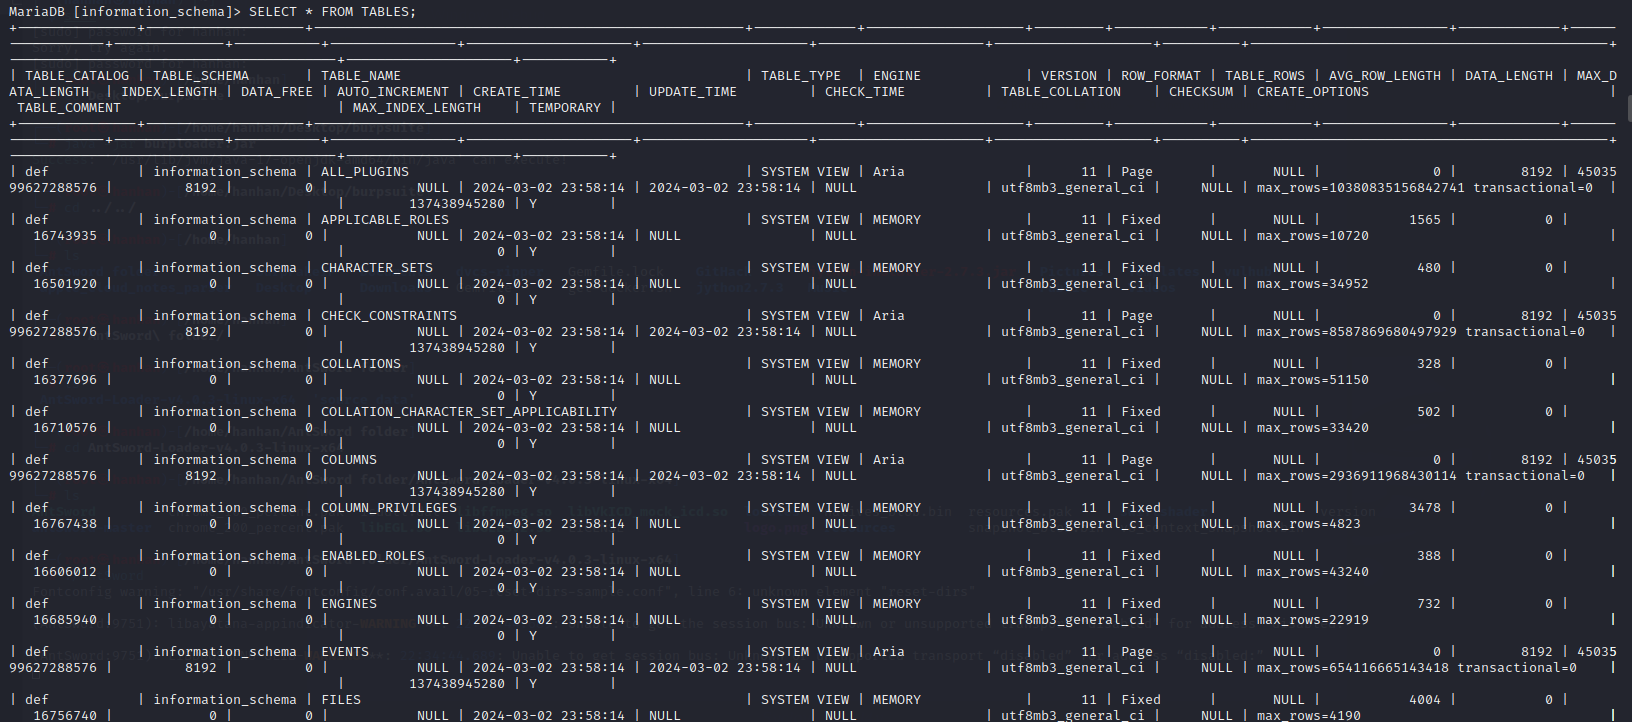 MariaDB [information_schema]> SELECT * FROM TABLES;
| TABLE_CATALOG | TABLE_SCHEMA | TABLE_NAME | TABLE_TYPE | ENGINE | VERSION | ROW_FORMAT | TABLE_ROWS | AVG_ROW_LENGTH | DATA_LENGTH | MAX_D
ATA_LENGTH | INDEX_LENGTH | DATA_FREE | AUTO_INCREMENT | CREATE_TIME | UPDATE_TIME | CHECK_TIME | TABLE_COLLATION | CHECKSUM | CREATE_OPTIONS |
TABLE_COMMENT | MAX_INDEX_LENGTH | TEMPORARY |
| def | information_schema | ALL_PLUGINS | SYSTEM VIEW | Aria | 11 | Page | NULL | 0 | 8192 | 45035
99627288576 | 8192 | 0 | NULL | 2024-03-02 23:58:14 | 2024-03-02 23:58:14 | NULL | utf8mb3_general_ci | NULL | max_rows=10380835156842741 transactional=0 |
| 137438945280 | Y |
| def | information_schema | APPLICABLE_ROLES | SYSTEM VIEW | MEMORY | 11 | Fixed | NULL | 1565 | 0 |
16743935 | 0 | 0 | NULL | 2024-03-02 23:58:14 | NULL | NULL | utf8mb3_general_ci | NULL | max_rows=10720 |
| 0 | Y |
| def | information_schema | CHARACTER_SETS | SYSTEM VIEW | MEMORY | 11 | Fixed | NULL | 480 | 0 |
16501920 | 0 | 0 | NULL | 2024-03-02 23:58:14 | NULL | NULL | utf8mb3_general_ci | NULL | max_rows=34952 |
| 0 | Y |
| def | information_schema | CHECK_CONSTRAINTS | SYSTEM VIEW | Aria | 11 | Page | NULL | 0 | 8192 | 45035
99627288576 | 8192 | 0 | NULL | 2024-03-02 23:58:14 | 2024-03-02 23:58:14 | NULL | utf8mb3_general_ci | NULL | max_rows=8587869680497929 transactional=0 |
| 137438945280 | Y |
| def | information_schema | COLLATIONS | SYSTEM VIEW | MEMORY | 11 | Fixed | NULL | 328 | 0 |
16377696 | 0 | 0 | NULL | 2024-03-02 23:58:14 | NULL | NULL | utf8mb3_general_ci | NULL | max_rows=51150 |
| 0 | Y |
| def | information_schema | COLLATION_CHARACTER_SET_APPLICABILITY | SYSTEM VIEW | MEMORY | 11 | Fixed | NULL | 502 | 0 |
16710576 | 0 | 0 | NULL | 2024-03-02 23:58:14 | NULL | NULL | utf8mb3_general_ci | NULL | max_rows=33420 |
| 0 | Y |
| def | information_schema | COLUMNS | SYSTEM VIEW | Aria | 11 | Page | NULL | 0 | 8192 | 45035
99627288576 | 8192 | 0 | NULL | 2024-03-02 23:58:14 | 2024-03-02 23:58:14 | NULL | utf8mb3_general_ci | NULL | max_rows=2936911968430114 transactional=0 |
| 137438945280 | Y |
| def | information_schema | COLUMN_PRIVILEGES | SYSTEM VIEW | MEMORY | 11 | Fixed | NULL | 3478 | 0 |
16767438 | 0 | 0 | NULL | 2024-03-02 23:58:14 | NULL | NULL | utf8mb3_general_ci | NULL | max_rows=4823 |
| 0 | Y |
| def | information_schema | ENABLED_ROLES | SYSTEM VIEW | MEMORY | 11 | Fixed | NULL | 388 | 0 |
16606012 | 0 | 0 | NULL | 2024-03-02 23:58:14 | NULL | NULL | utf8mb3_general_ci | NULL | max_rows=43240 |
| 0 | Y |
| def | information_schema | ENGINES | SYSTEM VIEW | MEMORY | 11 | Fixed | NULL | 732 | 0 |
16685940 | 0 | 0 | NULL | 2024-03-02 23:58:14 | NULL | NULL | utf8mb3_general_ci | NULL | max_rows=22919 |
| 0 | Y |
| def | information_schema | EVENTS | SYSTEM VIEW | Aria | 11 | Page | NULL | 0 | 8192 | 45035
99627288576 | 8192 | 0 | NULL | 2024-03-02 23:58:14 | 2024-03-02 23:58:14 | NULL | utf8mb3_general_ci | NULL | max_rows=654116665143418 transactional=0 |
| 137438945280 | Y |
| def | information_schema | FILES | SYSTEM VIEW | MEMORY | 11 | Fixed | NULL | 4004 | 0 |
16756740 | 0 | 0 | NULL | 2024-03-02 23:58:14 | NULL | NULL | utf8mb3_general_ci | NULL | max_rows=4190 |